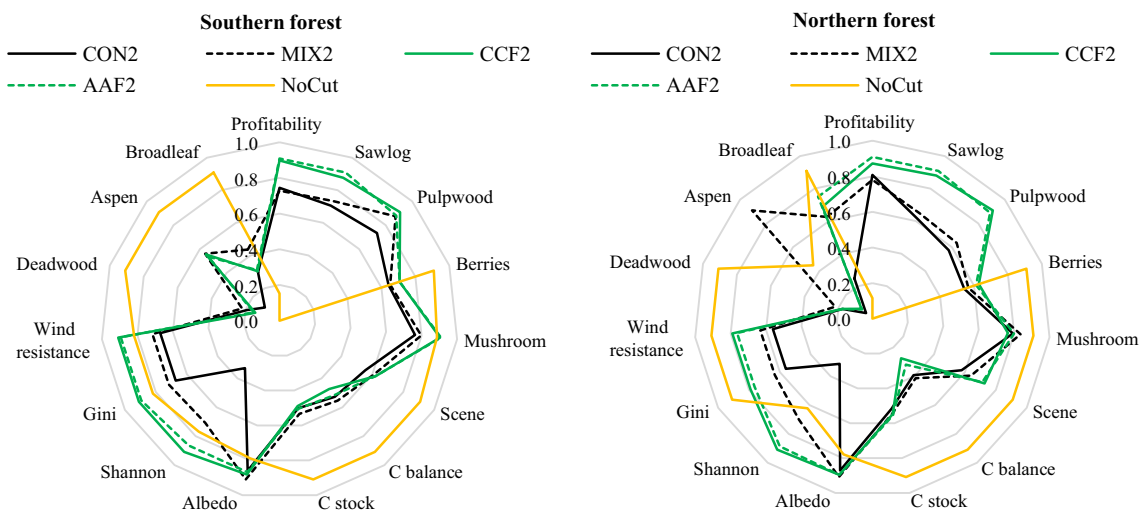 Southern forest
CON2 MIX2 CCF2
AAF2 NoCut
Profitability
Sawlog
Pulpwood
Berries
Mushroom
Scene
C balance
C stock
Albedo
Shannon
Gini
Wind
resistance
Deadwood
Aspen
Broadleaf
1.0
0.8
0.6
0.4
0.2
0.0
Northern forest
CON2 MIX2 CCF2
AAF2 NoCut
Profitability
Sawlog
Pulpwood
Berries
Mushroom
Scene
C balance
C stock
Albedo
Shannon
Gini
Wind
resistance
Deadwood
Aspen
Broadleaf
1.0
0.8
0.6
0.4
0.2
0.0